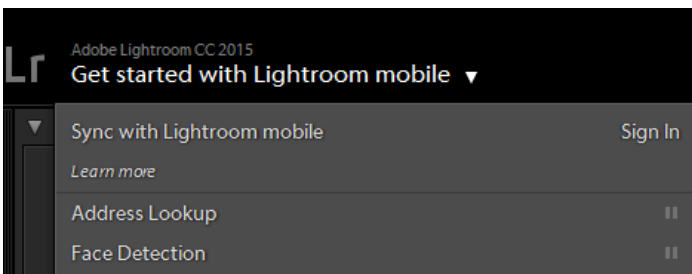 Lr
Adobe Lightroom CC 2015
Get started with Lightroom mobile
Sync with Lightroom mobile Sign In
Learn more
Address Lookup
Face Detection